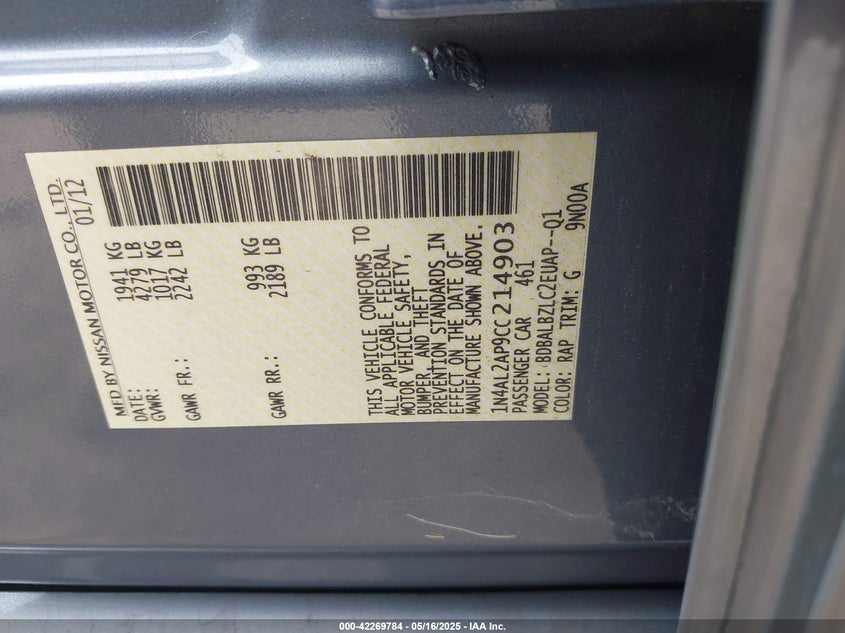 MFD BY NISSAN MOTOR CO., LTD.
DATE: 01/12
GVWR: 1941 KG
4279 LB
GAWR FR.: 1017 KG
2242 LB
GAWR RR.: 993 KG
2189 LB
THIS VEHICLE CONFORMS TO
ALL APPLICABLE FEDERAL
MOTOR VEHICLE SAFETY,
BUMPER, AND THEFT
PREVENTION STANDARDS IN
EFFECT ON THE DATE OF
MANUFACTURE SHOWN ABOVE.
1N4AL2AP9CC214903
PASSENGER CAR 461
MODEL: BDBALBZLC2EUAP--Q1
COLOR: RAP TRIM: G 9N00A
000-42269784 - 05/16/2025 - IAA Inc.